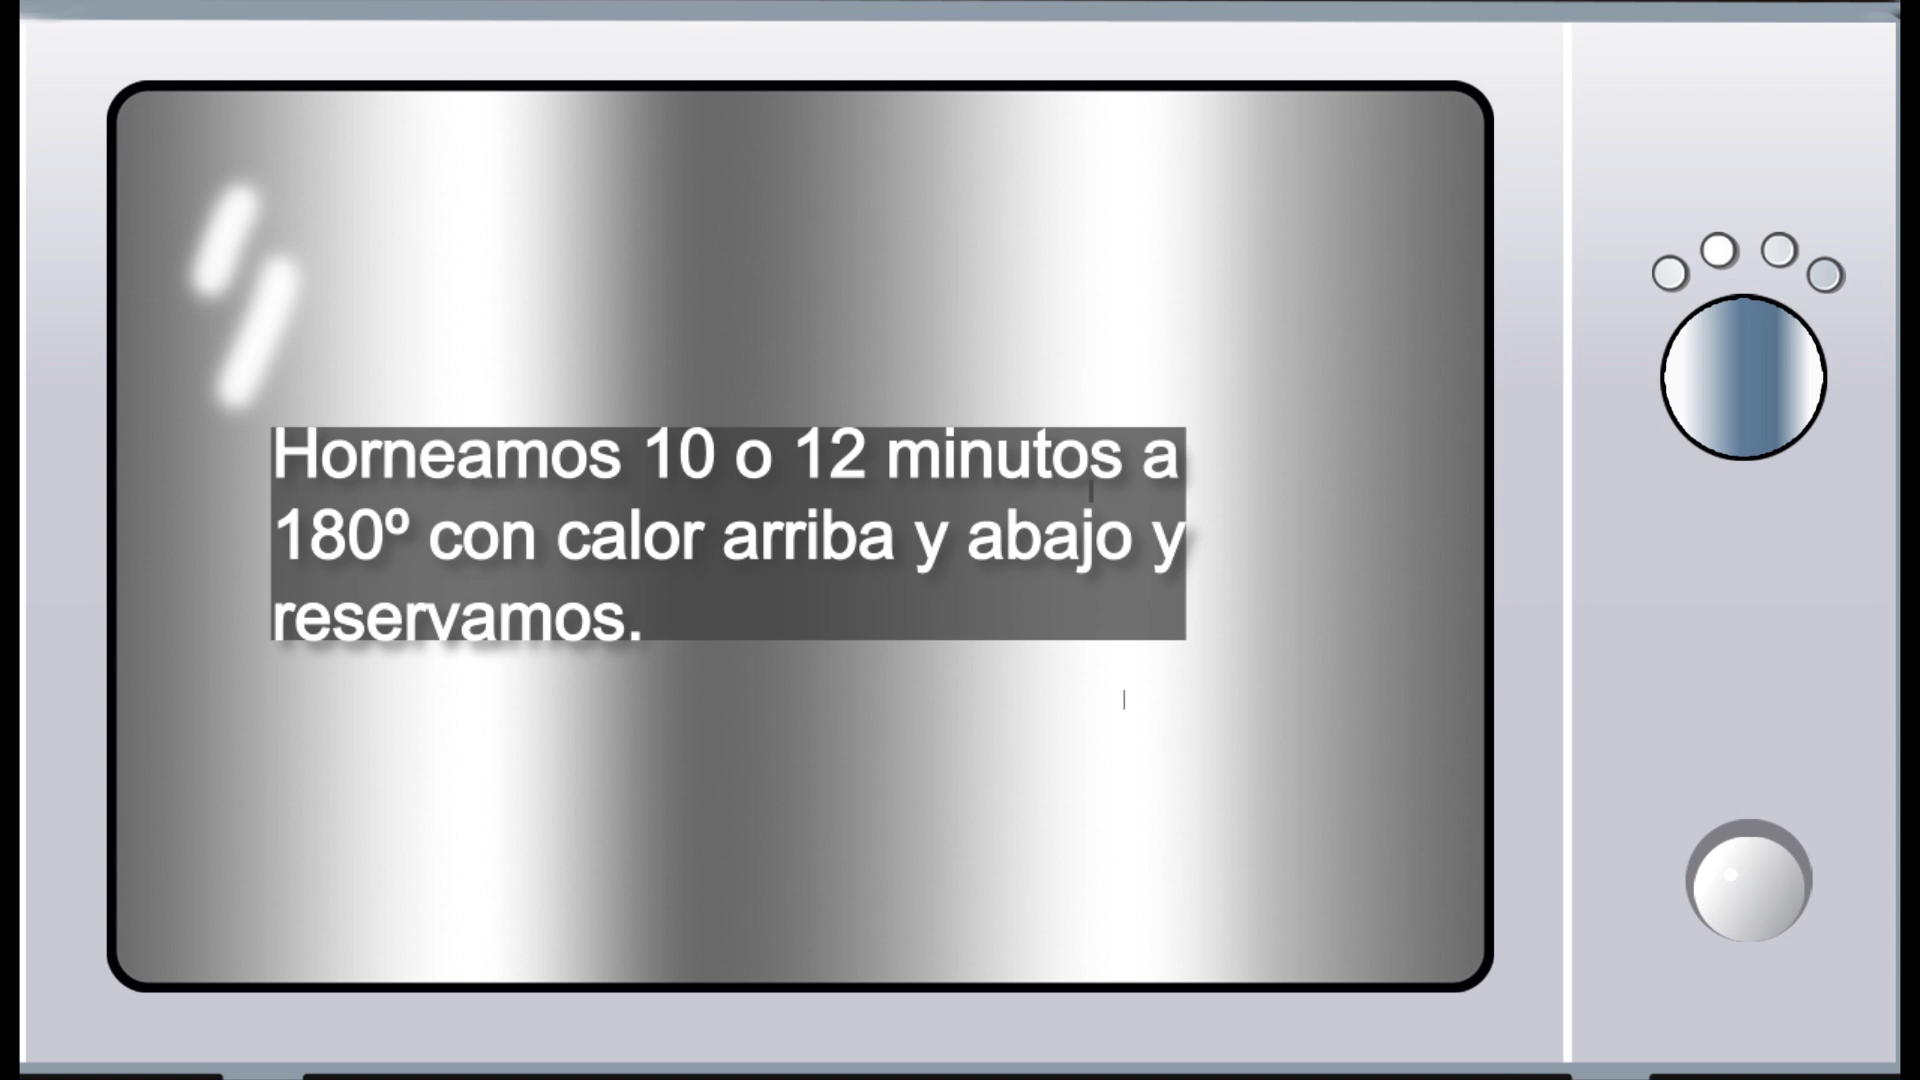 Horneamos 10 o 12 minutos a
180º con calor arriba y abajo y
reservamos.